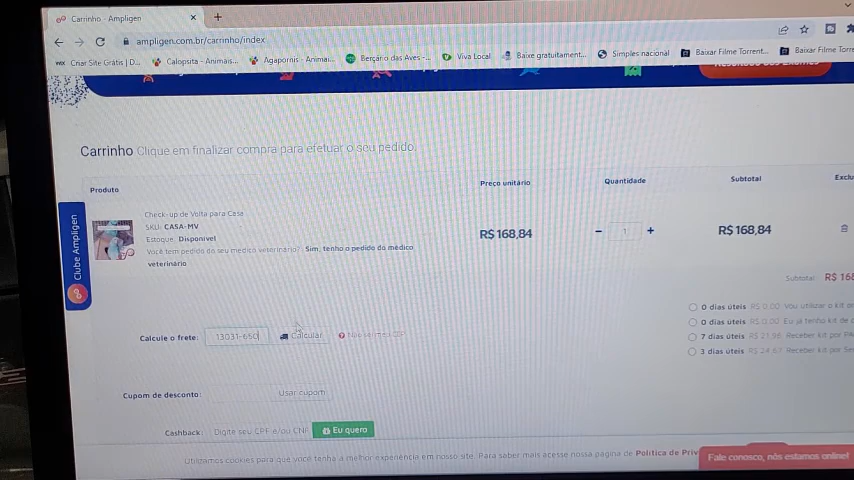 Carrinho - Ampligen
ampligen.com.br/carrinho/index
Criar Site Grátis | D...
Calopsita - Animais...
Agapornis - Animai...
Berçário das Aves -...
Viva Local
Baixe gratuitament...
Simples nacional
Baixar Filme Torrent...
Baixar Filme Torre
Carrinho Clique em finalizar compra para efetuar o seu pedido.
Produto
Preço unitário
Quantidade
Subtotal
Exclu
Check-up de Volta para Casa
SKU: CASA-MV
Estoque: Disponível
Você tem pedido do seu médico veterinário? Sim, tenho o pedido do médico
veterinário
R$ 168,84
- 1 +
R$ 168,84
Clube Ampligen
Subtotal: R$ 168
0 dias úteis R$ 0,00 Vou utilizar o kit
0 dias úteis R$ 0,00 Eu já tenho kit de
7 dias úteis R$ 21,95 Receber kit por PA
3 dias úteis Receber kit por Se
Calcule o frete: 13031-650 Calcular Não sei meu CEP
Cupom de desconto: Usar cupom
Cashback: Digite seu CPF e/ou CNP Eu quero
Utilizamos cookies para que você tenha a melhor experiência em nosso site. Para saber mais acesse nossa página de Política de Priv
Fale conosco, nós estamos online!